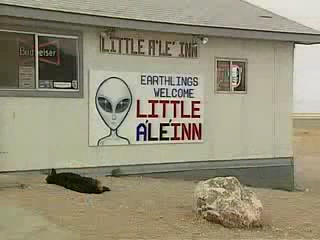 Budweiser
LITTLE A'LE' INN
EARTHLINGS
WELCOME
LITTLE
A'LE'INN